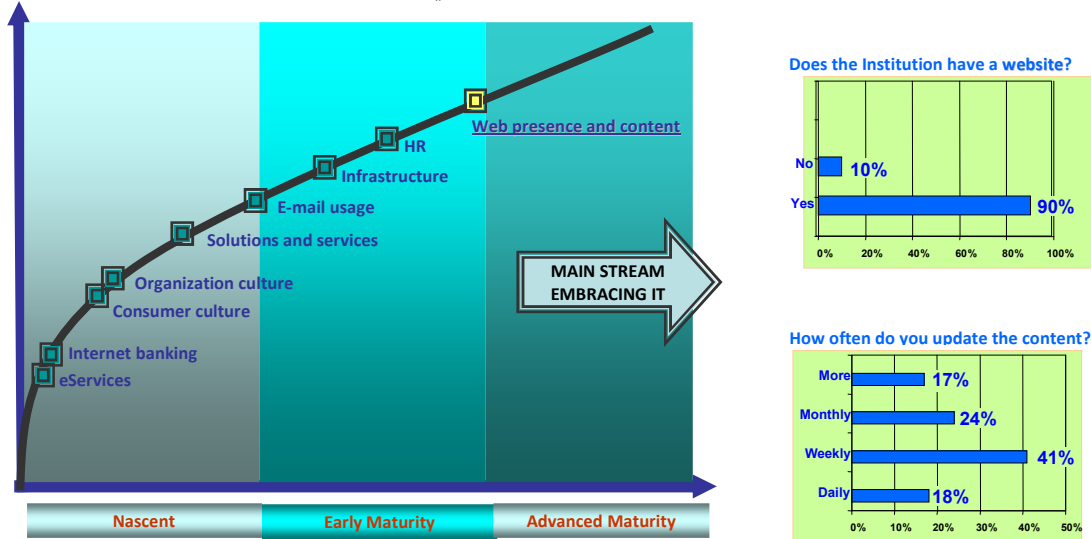 Web presence and content
HR
Infrastructure
E-mail usage
Solutions and services
Organization culture
Consumer culture
Internet banking
eServices
MAIN STREAM
EMBRACING IT
Nascent
Early Maturity
Advanced Maturity
Does the Institution have a website?
No
10%
Yes
90%
0%
20%
40%
60%
80%
100%
How often do you update the content?
More
17%
Monthly
24%
Weekly
41%
Daily
18%
0%
10%
20%
30%
40%
50%